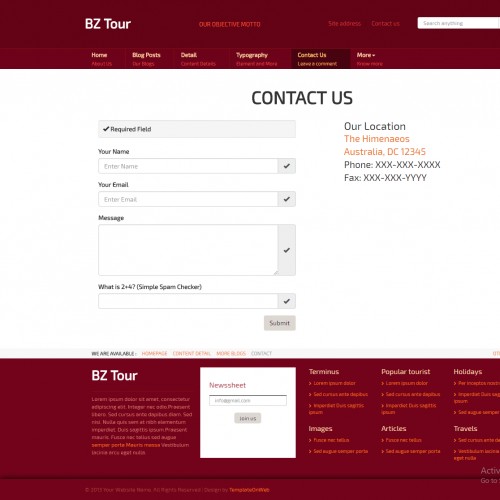 BZ Tour
OUR OBJECTIVE MOTTO
Site address
Contact us
Search anything
Home
About Us
Blog Posts
Our Blogs
Detail
Content Details
Typography
Element and More
Contact Us
Leave a comment
More
Know more
CONTACT US
Required Field
Your Name
Enter Name
Your Email
Enter Email
Message
What is 2+4? (Simple Spam Checker)
Submit
Our Location
The Himenaeos
Australia, DC 12345
Phone: XXX-XXX-XXXX
Fax: XXX-XXX-YYYY
WE ARE AVAILABLE :
HOMEPAGE
CONTENT DETAIL
MORE BLOGS
CONTACT
BZ Tour
Lorem ipsum dolor sit amet, consectetur
adipiscing elit. Integer nec odio.Praesent
libero. Sed cursus ante dapibus diam. Sed
nisi. Nulla quis sem at nibh elementum
imperdiet. Duis sagittis ipsum Praesent
mauris. Fusce nec tellus sed augue semper
porta Mauris massa Vestibulum
lacinia arcu eget nulla
Newssheet
info@gmail.com
Join us
Terminus
Lorem ipsum dolor
Sed cursus ante dapibus
Imperdiet Duis sagittis
ipsum
Popular tourist
Lorem ipsum dolor
Sed cursus ante dapibus
Imperdiet Duis sagittis
ipsum
Holidays
Per inceptos
Imperdiet
ipsum
Images
Fusce nec tellus
Sed augue semper porta
Articles
Fusce nec tellus
Sed augue semper porta
Travels
Sed cursus ante
Sed augue semper porta
Activ
Go to
© 2013 Your Website Name. All Rights Reserved | Design by TemplateOnWeb